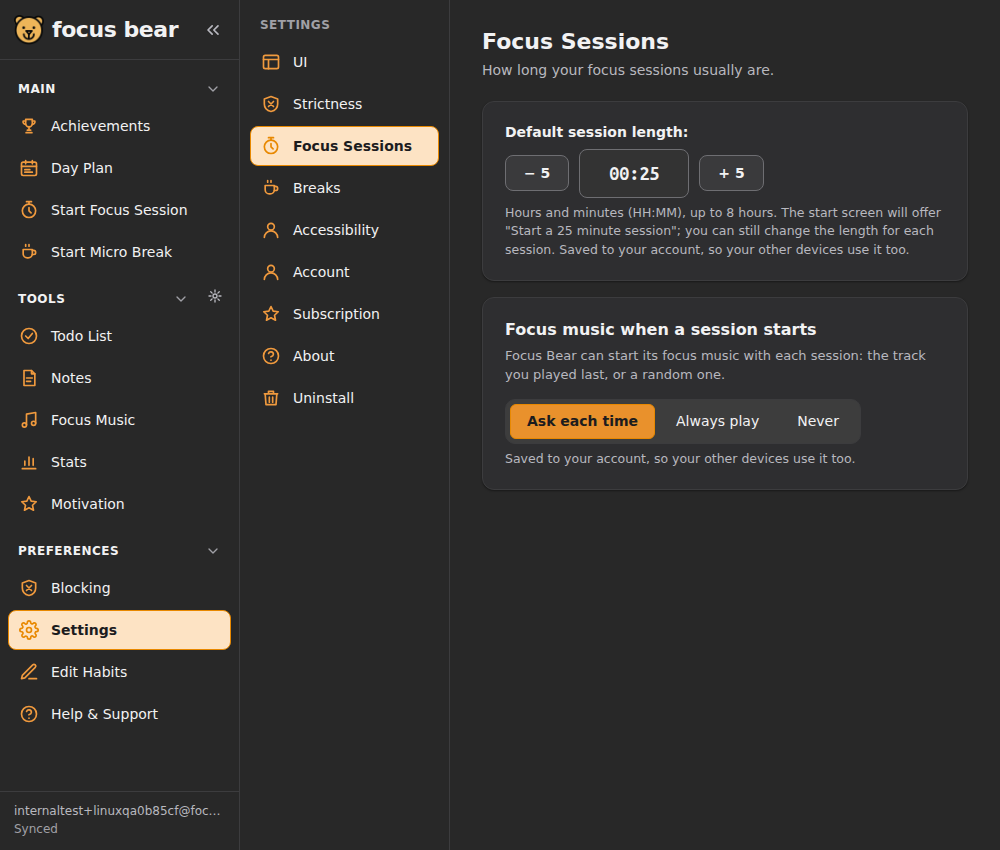 focus bear
MAIN
Achievements
Day Plan
Start Focus Session
Start Micro Break
TOOLS
Todo List
Notes
Focus Music
Stats
Motivation
PREFERENCES
Blocking
Settings
Edit Habits
Help & Support
internaltest+linuxqa0b85cf@foc...
Synced
SETTINGS
UI
Strictness
Focus Sessions
Breaks
Accessibility
Account
Subscription
About
Uninstall
Focus Sessions
How long your focus sessions usually are.
Default session length:
− 5 00:25 + 5
Hours and minutes (HH:MM), up to 8 hours. The start screen will offer
"Start a 25 minute session"; you can still change the length for each
session. Saved to your account, so your other devices use it too.
Focus music when a session starts
Focus Bear can start its focus music with each session: the track
you played last, or a random one.
Ask each time Always play Never
Saved to your account, so your other devices use it too.